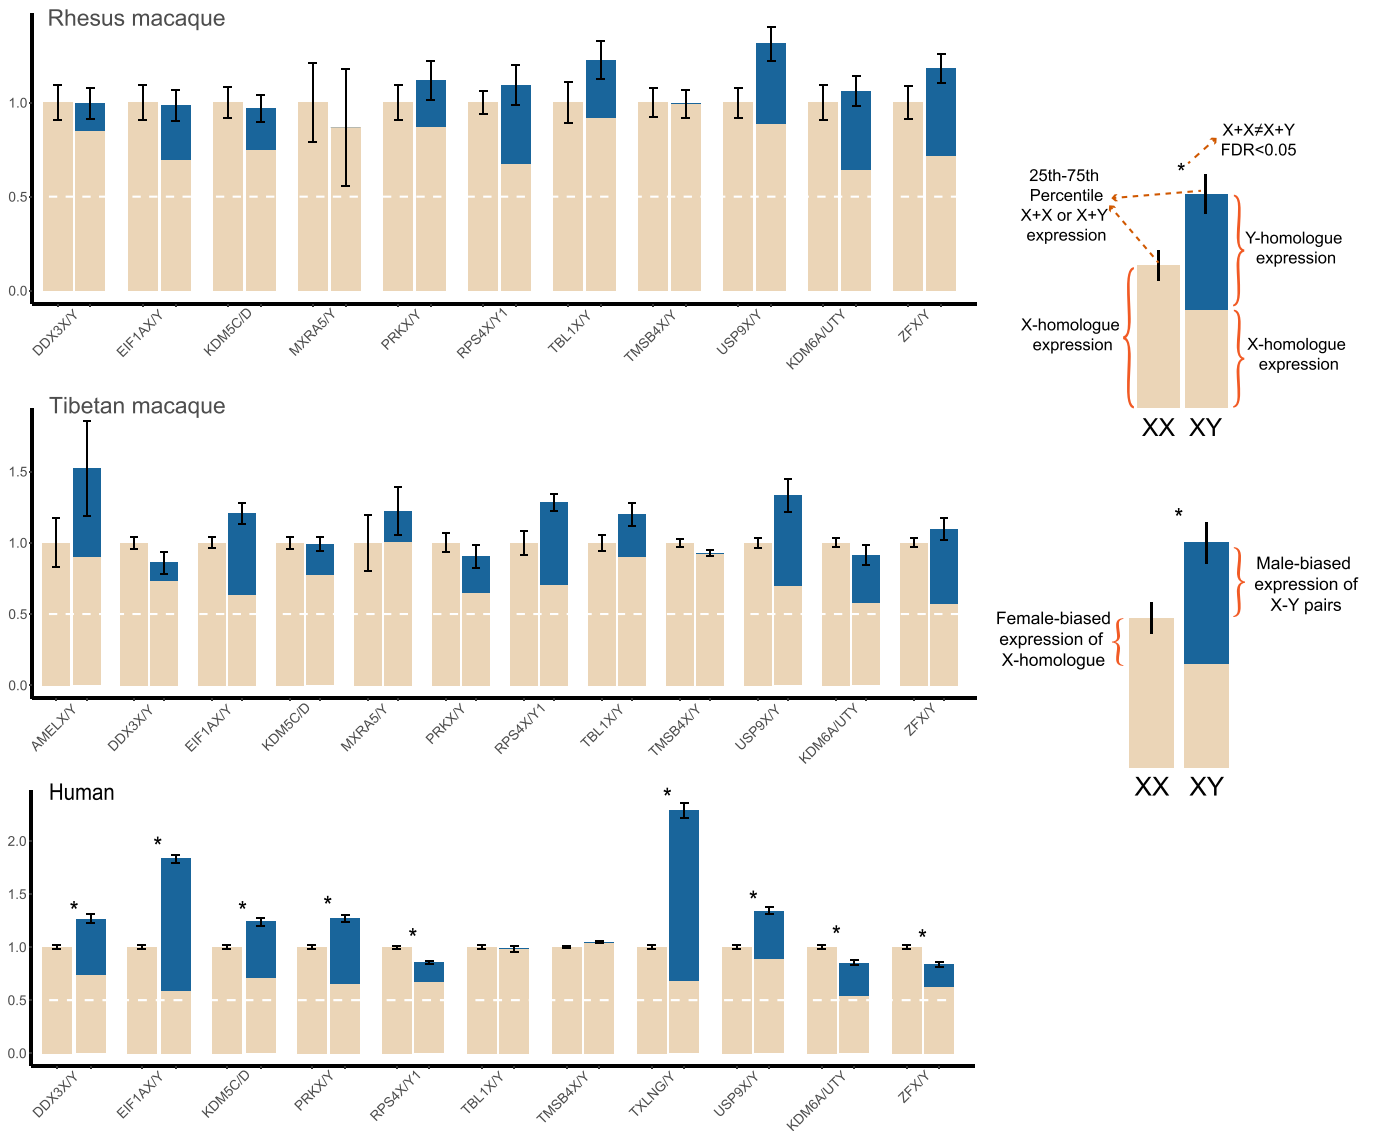 Rhesus macaque
1.0
0.5
0.0
DDX3X/Y
EIF1AX/Y
KDM5C/D
MXRA5/Y
PRKX/Y
RPS4X/Y1
TBL1X/Y
TMSB4X/Y
USP9X/Y
KDM6A/UTY
ZFX/Y
X+X≠X+Y
FDR<0.05
*
25th-75th
Percentile
X+X or X+Y
expression
Y-homologue
expression
X-homologue
expression
X-homologue
expression
XX XY
Tibetan macaque
1.5
1.0
0.5
0.0
AMELX/Y
DDX3X/Y
EIF1AX/Y
KDM5C/D
MXRA5/Y
PRKX/Y
RPS4X/Y1
TBL1X/Y
TMSB4X/Y
USP9X/Y
KDM6A/UTY
ZFX/Y
*
Male-biased
expression of
X-Y pairs
Female-biased
expression of
X-homologue
XX XY
Human
2.0
1.5
1.0
0.5
0.0
* * * * * * * * *
DDX3X/Y
EIF1AX/Y
KDM5C/D
PRKX/Y
RPS4X/Y1
TBL1X/Y
TMSB4X/Y
TXLNG/Y
USP9X/Y
KDM6A/UTY
ZFX/Y